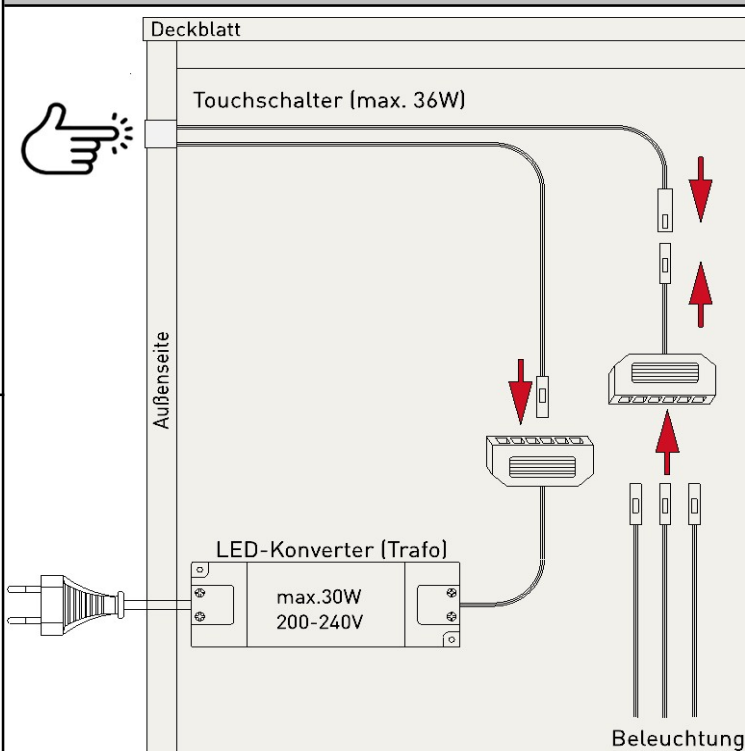 Deckblatt
Touchschalter (max. 36W)
Außenseite
LED-Konverter (Trafo)
max.30W
200-240V
Beleuchtung